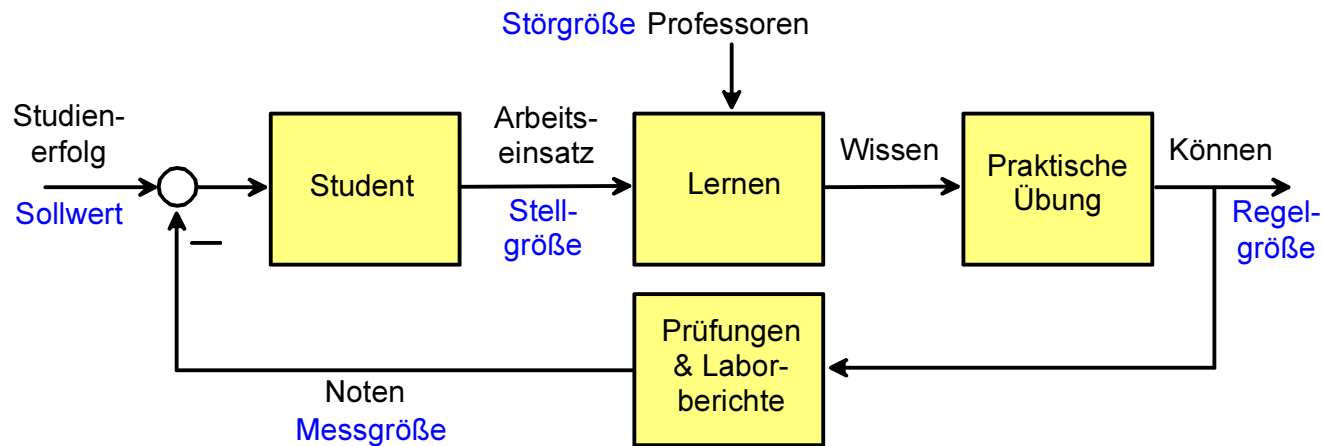 Störgröße Professoren
Studien-
erfolg
Sollwert
Student
Arbeits-
einsatz
Stell-
größe
Lernen
Wissen
Praktische
Übung
Können
Regel-
größe
Prüfungen
& Labor-
berichte
Noten
Messgröße